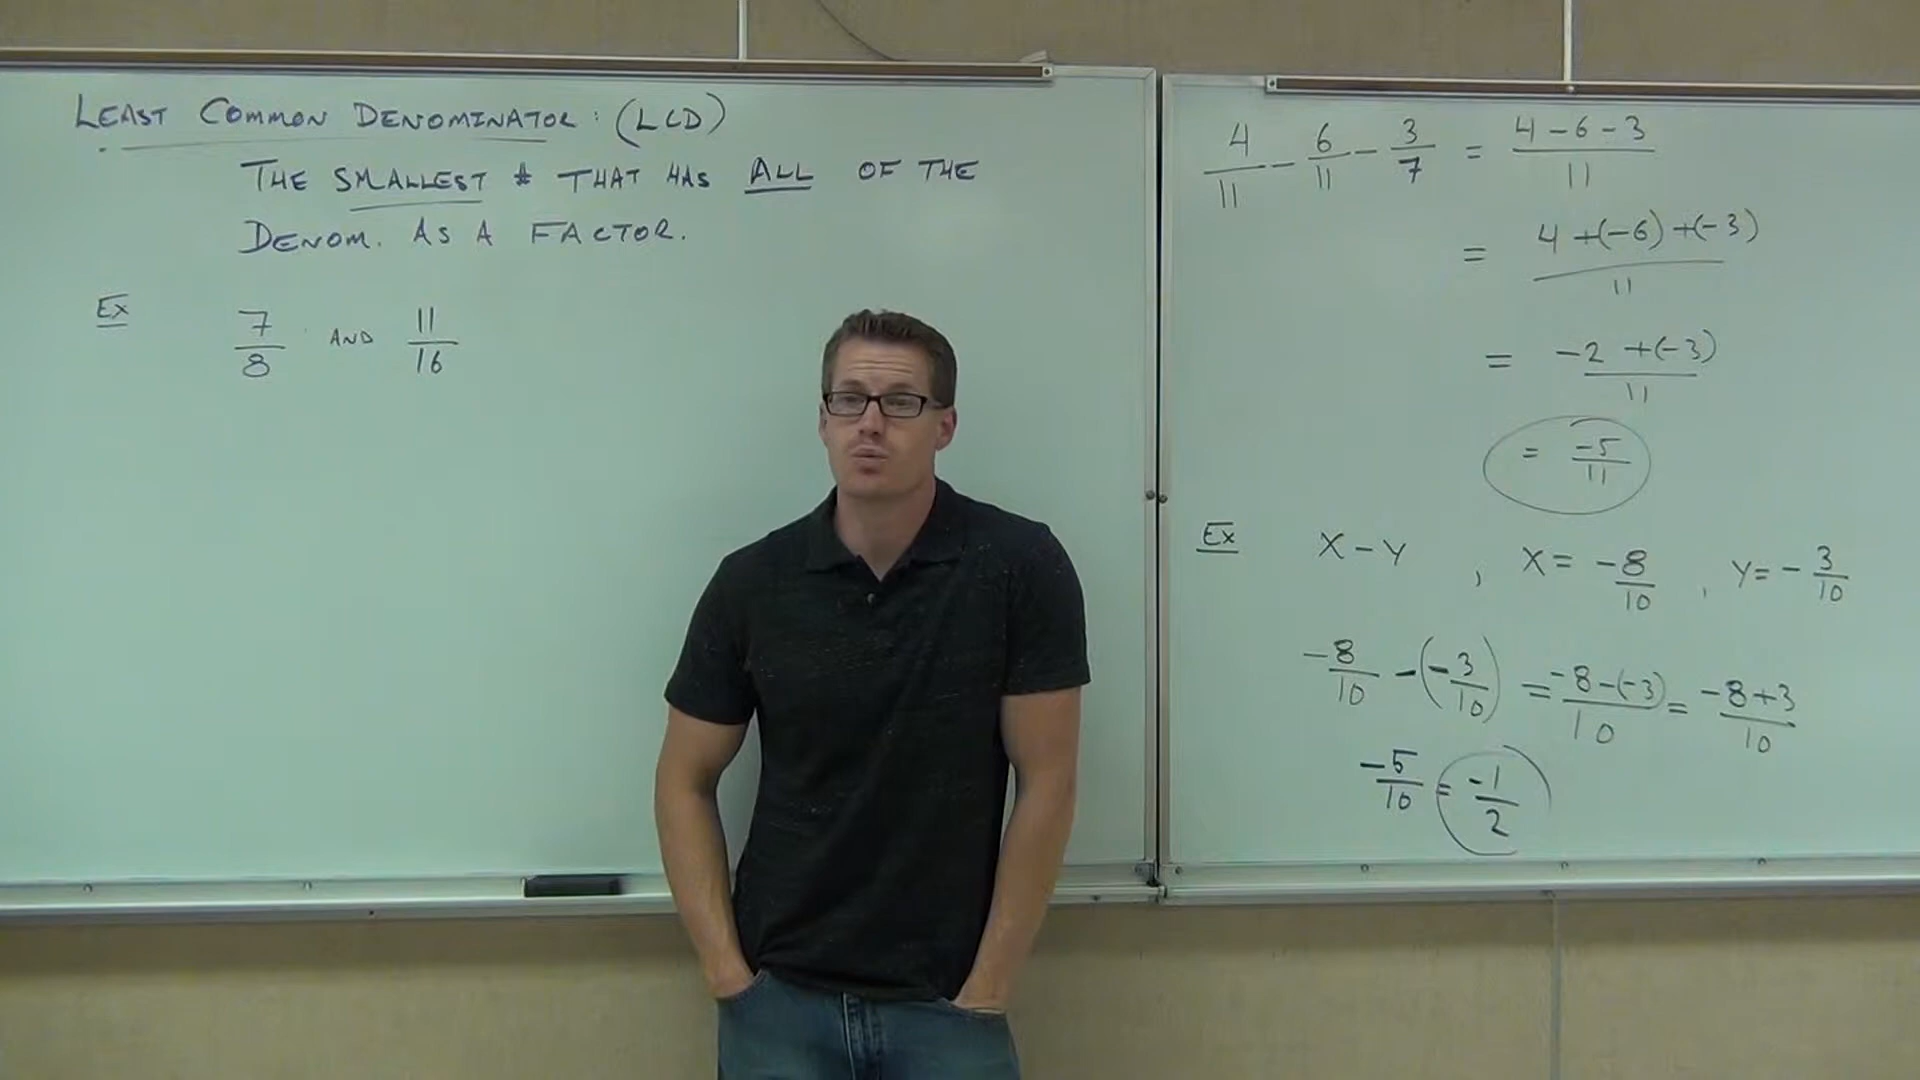 LEAST COMMON DENOMINATOR: (LCD)
THE SMALLEST # THAT HAS ALL OF THE
DENOM. AS A FACTOR.
Ex 7/8 AND 11/16
4/11 - 6/11 - 3/7 = (4 - 6 - 3)/11
= (4 + (-6) + (-3))/11
= (-2 + (-3))/11
= -5/11
Ex X - Y , X = -8/10 , Y = -3/10
-8/10 - (-3/10) = (-8 - (-3))/10 = (-8 + 3)/10
-5/10 = -1/2